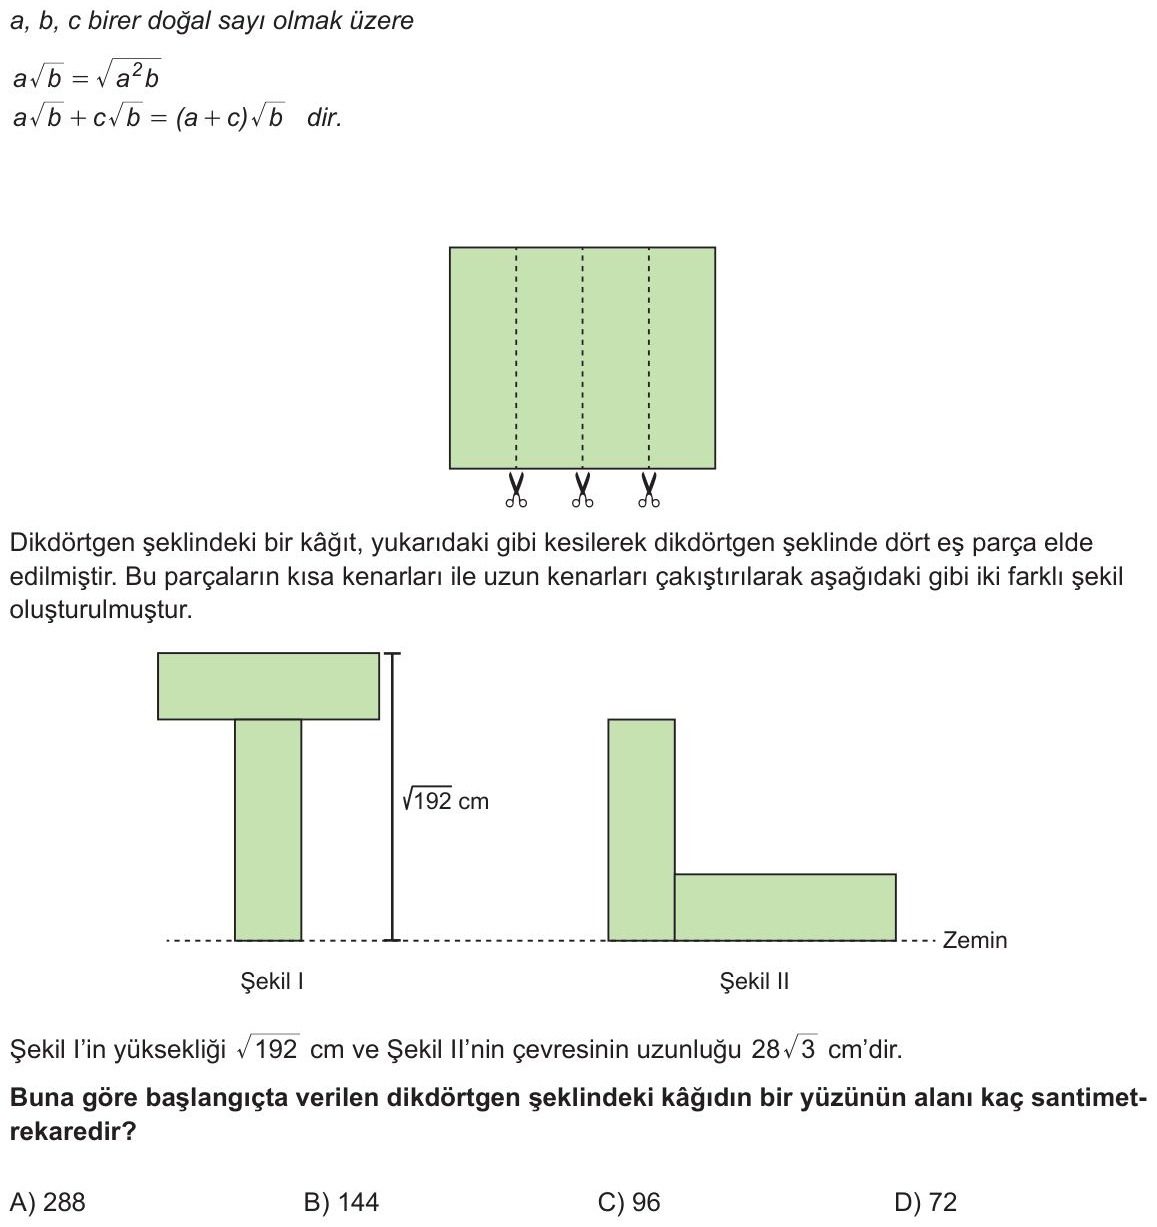 a, b, c birer doğal sayı olmak üzere
a√b = √a²b
a√b + c√b = (a + c)√b dir.
Dikdörtgen şeklindeki bir kâğıt, yukarıdaki gibi kesilerek dikdörtgen şeklinde dört eş parça elde
edilmiştir. Bu parçaların kısa kenarları ile uzun kenarları çakıştırılarak aşağıdaki gibi iki farklı şekil
oluşturulmuştur.
√192 cm
Zemin
Şekil I
Şekil II
Şekil I’in yüksekliği √192 cm ve Şekil II’nin çevresinin uzunluğu 28√3 cm’dir.
Buna göre başlangıçta verilen dikdörtgen şeklindeki kâğıdın bir yüzünün alanı kaç santimet-
rekaredir?
A) 288 B) 144 C) 96 D) 72